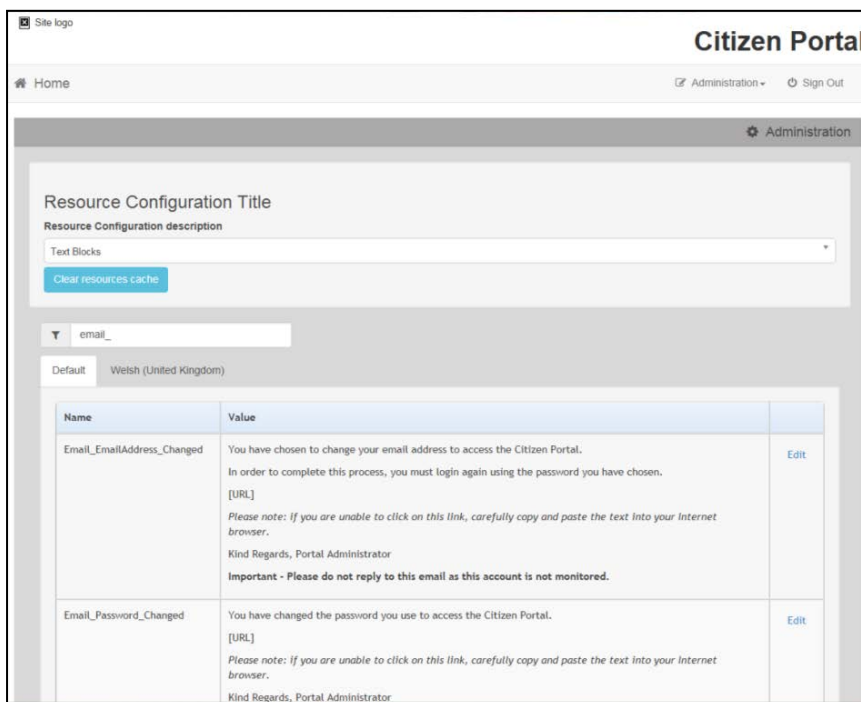 Site logo
Citizen Portal
Home
Administration
Sign Out
Administration
Resource Configuration Title
Resource Configuration description
Text Blocks
Clear resources cache
email_
Default
Welsh (United Kingdom)
Name
Value
Email_EmailAddress_Changed
You have chosen to change your email address to access the Citizen Portal.
Edit
In order to complete this process, you must login again using the password you have chosen.
[URL]
Please note: if you are unable to click on this link, carefully copy and paste the text into your Internet
browser.
Kind Regards, Portal Administrator
Important - Please do not reply to this email as this account is not monitored.
Email_Password_Changed
You have changed the password you use to access the Citizen Portal.
Edit
[URL]
Please note: if you are unable to click on this link, carefully copy and paste the text into your Internet
browser.
Kind Regards, Portal Administrator